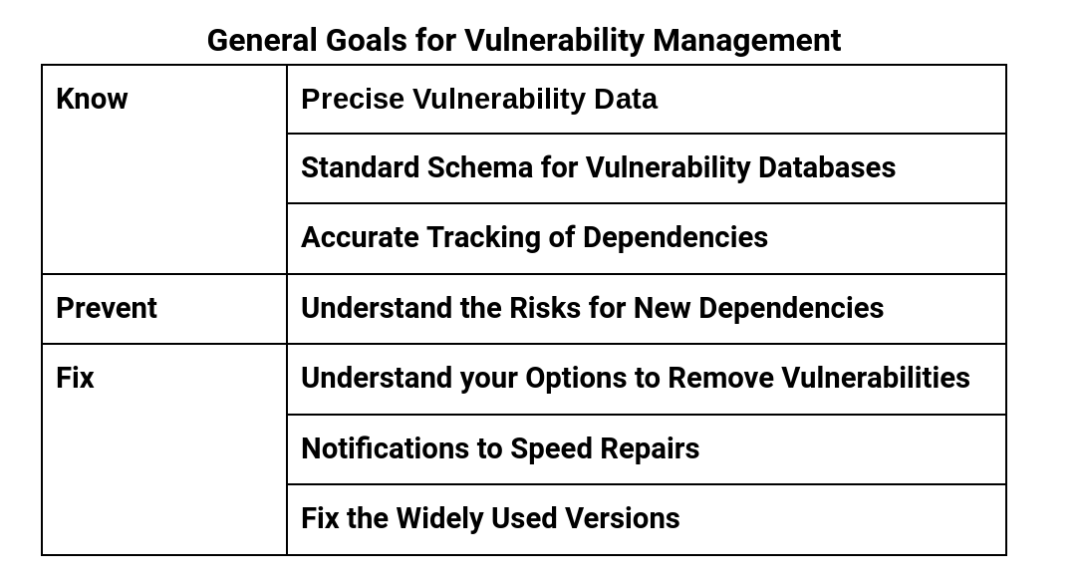 General Goals for Vulnerability Management
Know
Precise Vulnerability Data
Standard Schema for Vulnerability Databases
Accurate Tracking of Dependencies
Prevent
Understand the Risks for New Dependencies
Fix
Understand your Options to Remove Vulnerabilities
Notifications to Speed Repairs
Fix the Widely Used Versions